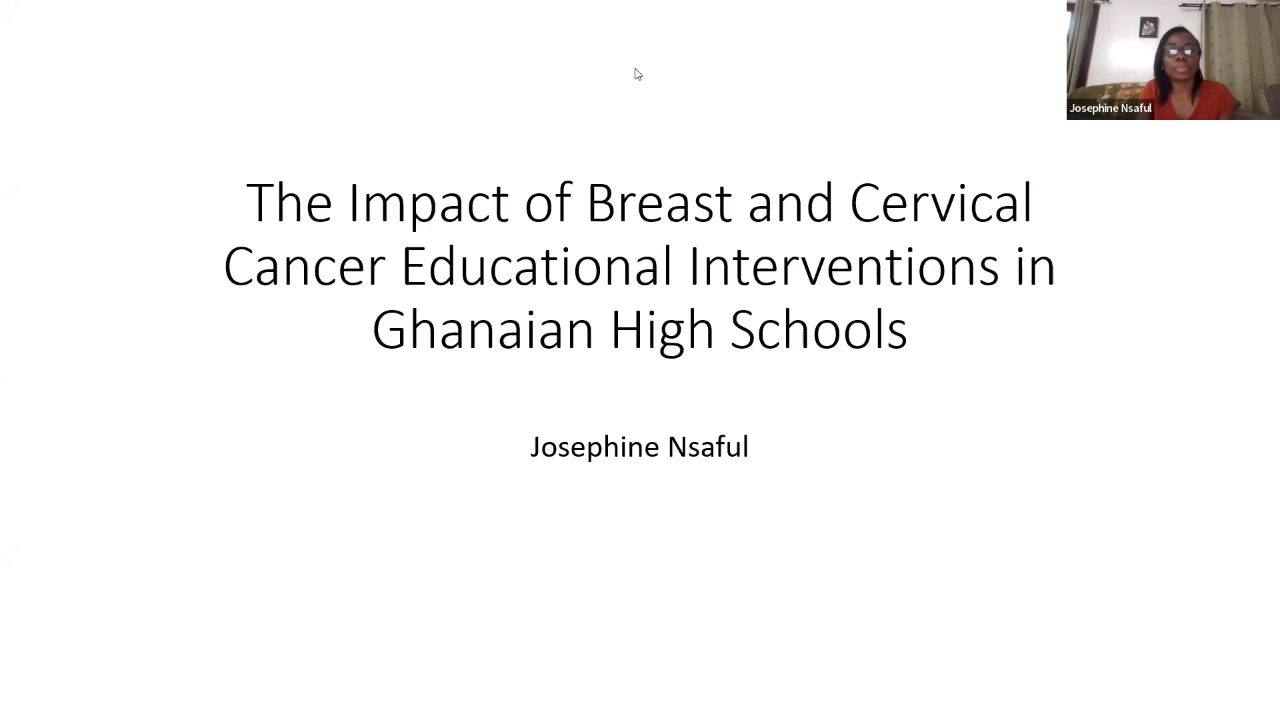 Josephine Nsaful
The Impact of Breast and Cervical
Cancer Educational Interventions in
Ghanaian High Schools
Josephine Nsaful